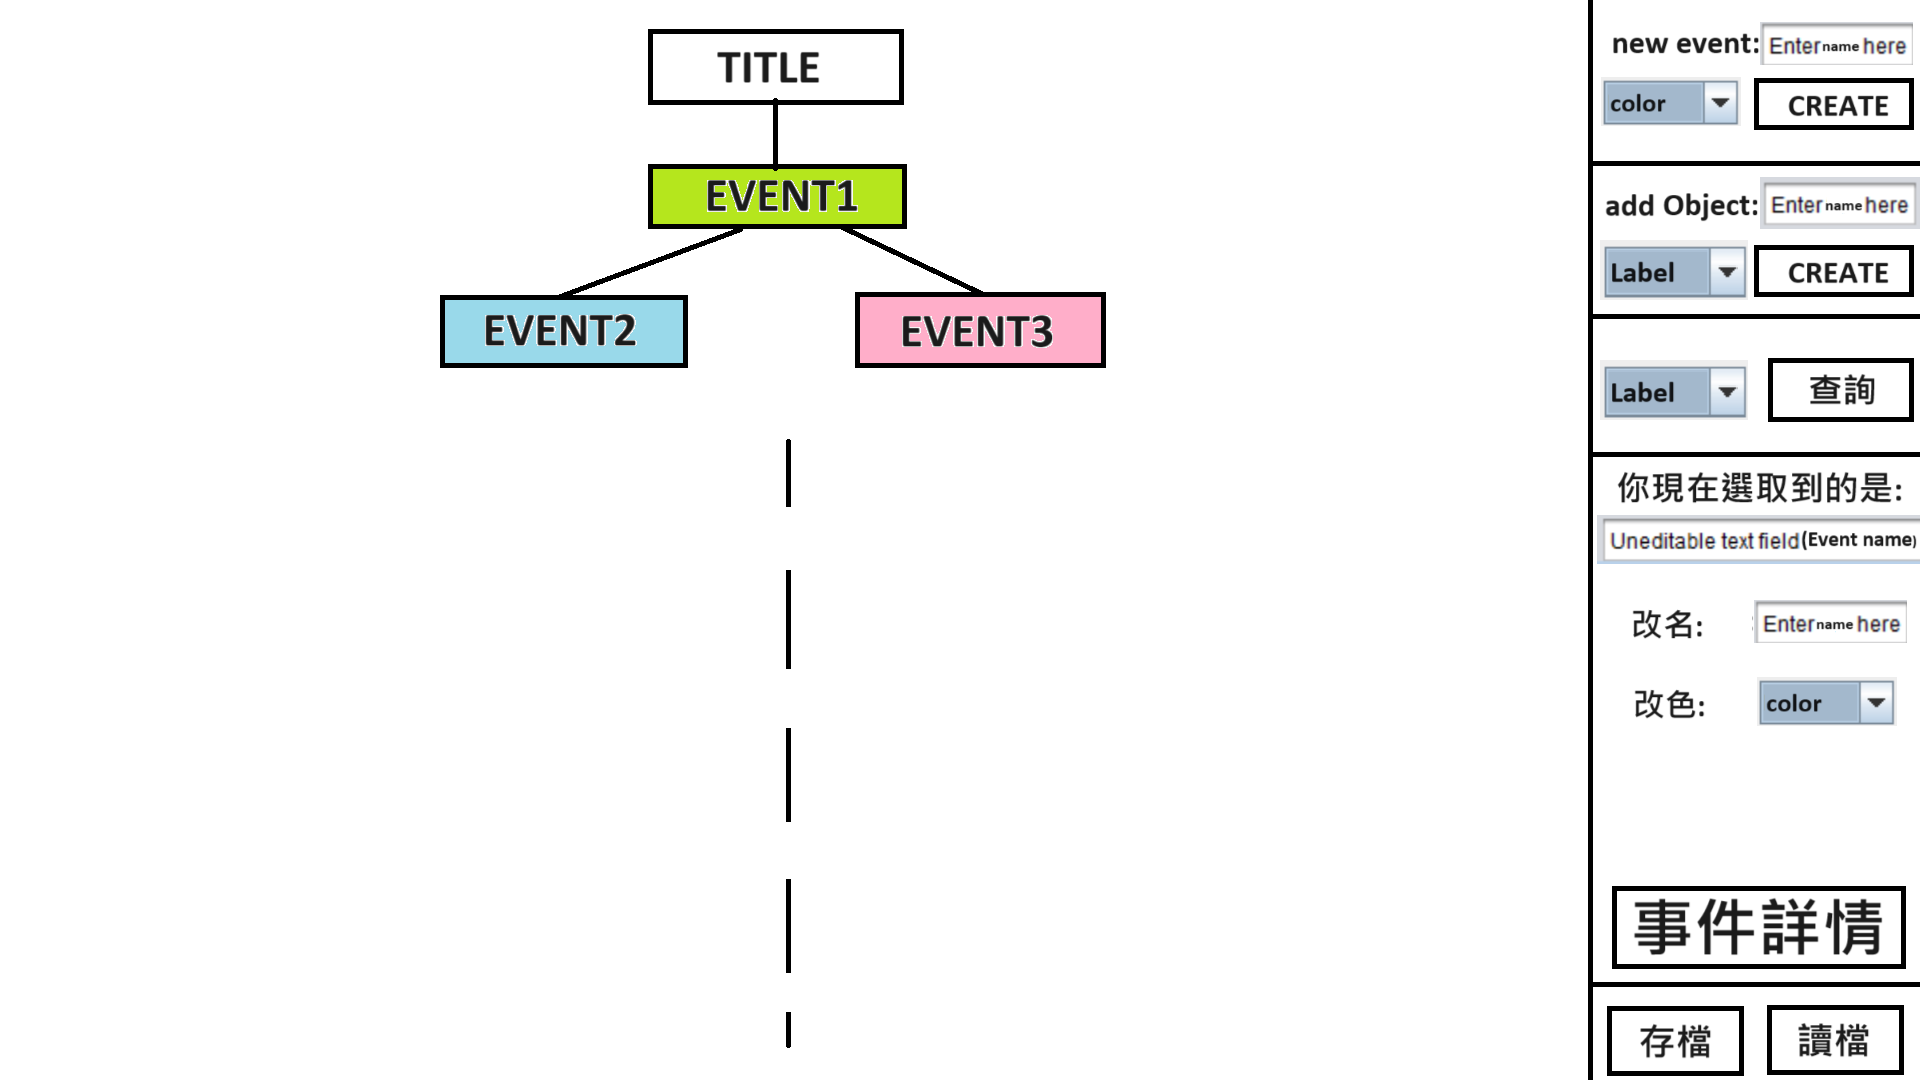 TITLE
EVENT1
EVENT2
EVENT3
new event: Enter name here
color CREATE
add Object: Enter name here
Label CREATE
Label 查詢
你現在選取到的是:
Uneditable text field(Event name)
改名: Enter name here
改色: color
事件詳情
存檔 讀檔